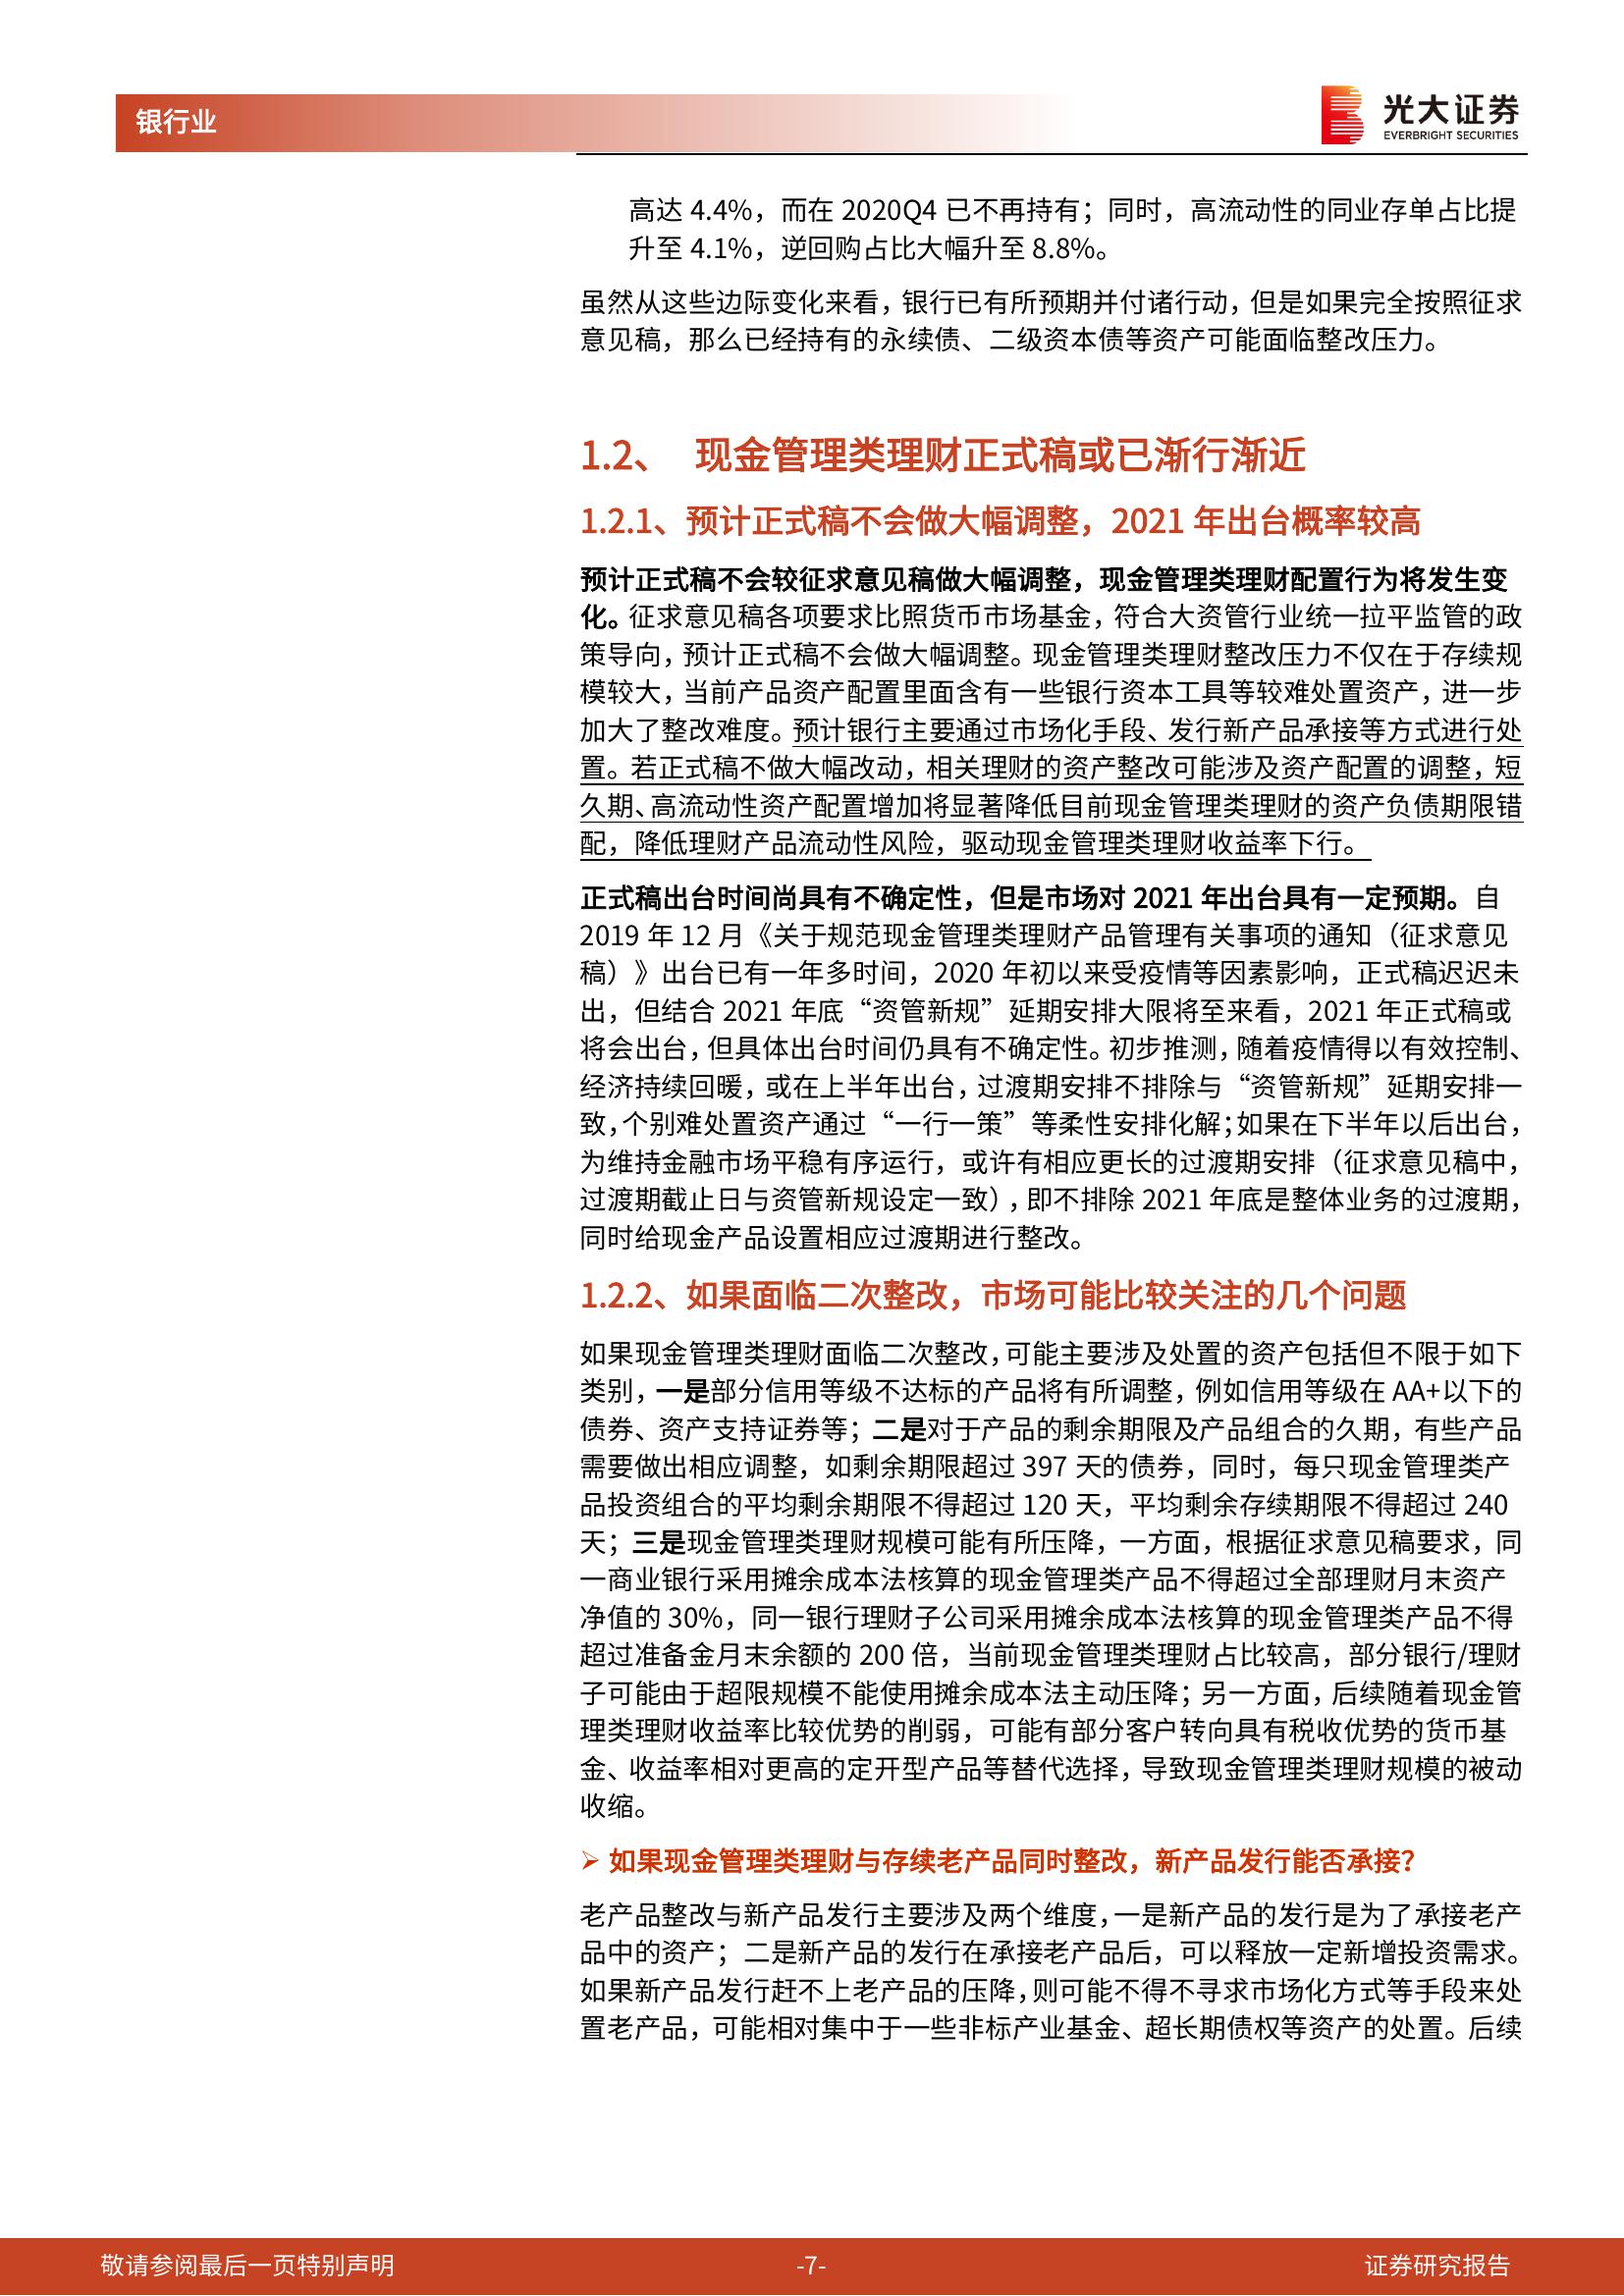 银行业
光大证券
EVERBRIGHT SECURITIES
高达 4.4%，而在 2020Q4 已不再持有；同时，高流动性的同业存单占比提
升至 4.1%，逆回购占比大幅升至 8.8%。
虽然从这些边际变化来看，银行已有所预期并付诸行动，但是如果完全按照征求
意见稿，那么已经持有的永续债、二级资本债等资产可能面临整改压力。
1.2、 现金管理类理财正式稿或已渐行渐近
1.2.1、预计正式稿不会做大幅调整，2021 年出台概率较高
预计正式稿不会较征求意见稿做大幅调整，现金管理类理财配置行为将发生变
化。征求意见稿各项要求比照货币市场基金，符合大资管行业统一拉平监管的政
策导向，预计正式稿不会做大幅调整。现金管理类理财整改压力不仅在于存续规
模较大，当前产品资产配置里面含有一些银行资本工具等较难处置资产，进一步
加大了整改难度。预计银行主要通过市场化手段、发行新产品承接等方式进行处
置。若正式稿不做大幅改动，相关理财的资产整改可能涉及资产配置的调整，短
久期、高流动性资产配置增加将显著降低目前现金管理类理财的资产负债期限错
配，降低理财产品流动性风险，驱动现金管理类理财收益率下行。
正式稿出台时间尚具有不确定性，但是市场对 2021 年出台具有一定预期。自
2019 年 12 月《关于规范现金管理类理财产品管理有关事项的通知（征求意见
稿）》出台已有一年多时间，2020 年初以来受疫情等因素影响，正式稿迟迟未
出，但结合 2021 年底“资管新规”延期安排大限将至来看，2021 年正式稿或
将会出台，但具体出台时间仍具有不确定性。初步推测，随着疫情得以有效控制、
经济持续回暖，或在上半年出台，过渡期安排不排除与“资管新规”延期安排一
致，个别难处置资产通过“一行一策”等柔性安排化解；如果在下半年以后出台，
为维持金融市场平稳有序运行，或许有相应更长的过渡期安排（征求意见稿中，
过渡期截止日与资管新规设定一致），即不排除 2021 年底是整体业务的过渡期，
同时给现金产品设置相应过渡期进行整改。
1.2.2、如果面临二次整改，市场可能比较关注的几个问题
如果现金管理类理财面临二次整改，可能主要涉及处置的资产包括但不限于如下
类别，一是部分信用等级不达标的产品将有所调整，例如信用等级在 AA+以下的
债券、资产支持证券等；二是对于产品的剩余期限及产品组合的久期，有些产品
需要做出相应调整，如剩余期限超过 397 天的债券，同时，每只现金管理类产
品投资组合的平均剩余期限不得超过 120 天，平均剩余存续期限不得超过 240
天；三是现金管理类理财规模可能有所压降，一方面，根据征求意见稿要求，同
一商业银行采用摊余成本法核算的现金管理类产品不得超过全部理财月末资产
净值的 30%，同一银行理财子公司采用摊余成本法核算的现金管理类产品不得
超过准备金月末余额的 200 倍，当前现金管理类理财占比较高，部分银行/理财
子可能由于超限规模不能使用摊余成本法主动压降；另一方面，后续随着现金管
理类理财收益率比较优势的削弱，可能有部分客户转向具有税收优势的货币基
金、收益率相对更高的定开型产品等替代选择，导致现金管理类理财规模的被动
收缩。
➢ 如果现金管理类理财与存续老产品同时整改，新产品发行能否承接？
老产品整改与新产品发行主要涉及两个维度，一是新产品的发行是为了承接老产
品中的资产；二是新产品的发行在承接老产品后，可以释放一定新增投资需求。
如果新产品发行赶不上老产品的压降，则可能不得不寻求市场化方式等手段来处
置老产品，可能相对集中于一些非标产业基金、超长期债权等资产的处置。后续
敬请参阅最后一页特别声明
-7-
证券研究报告